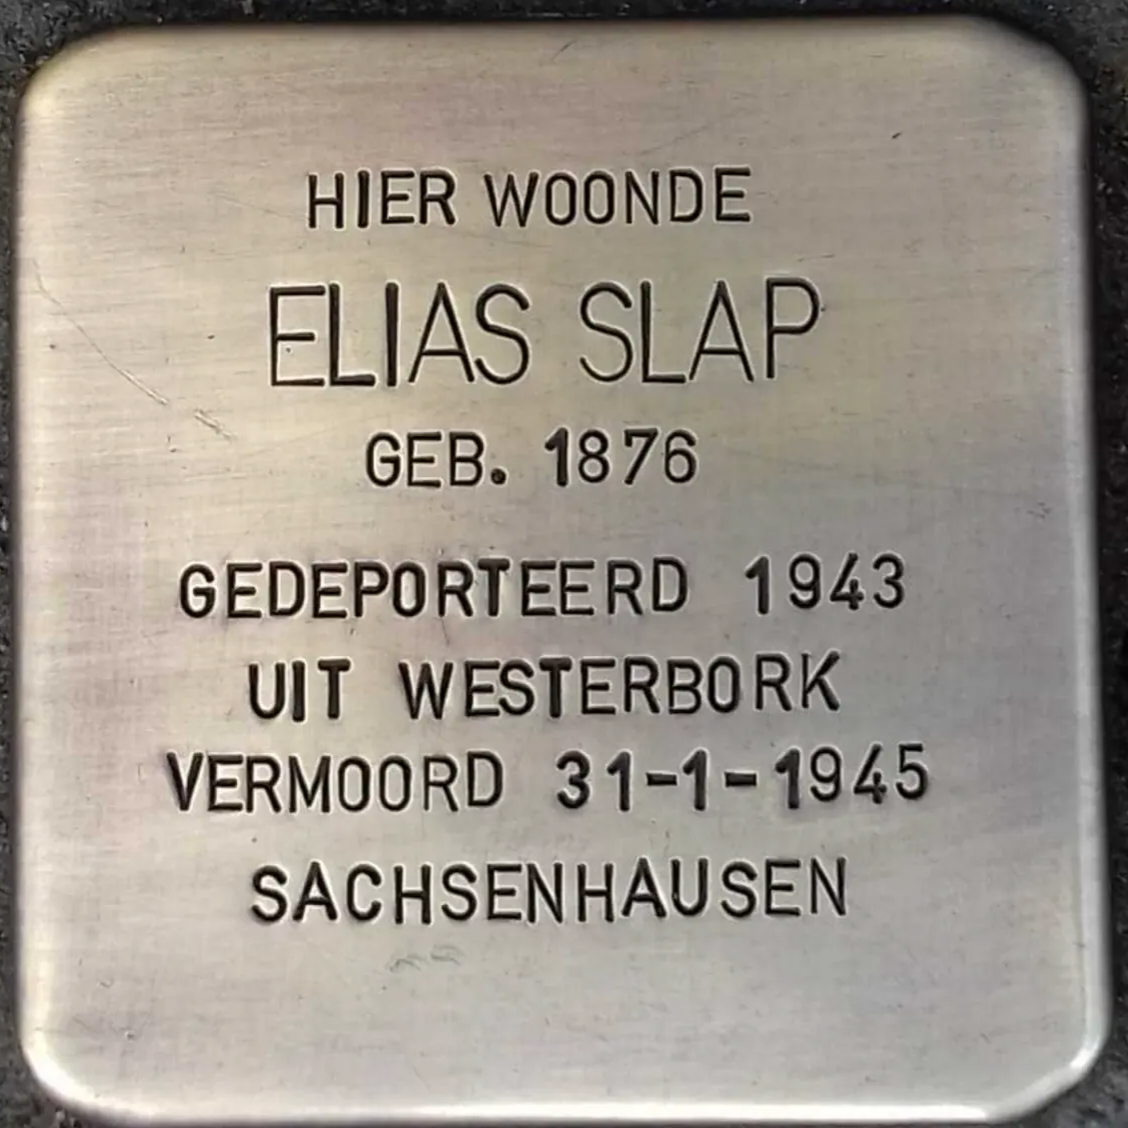 HIER WOONDE
ELIAS SLAP
GEB. 1876
GEDEPORTEERD 1943
UIT WESTERBORK
VERMOORD 31-1-1945
SACHSENHAUSEN